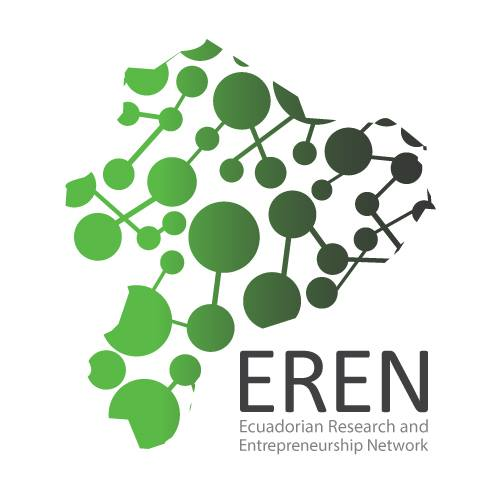 EREN
Ecuadorian Research and
Entrepreneurship Network